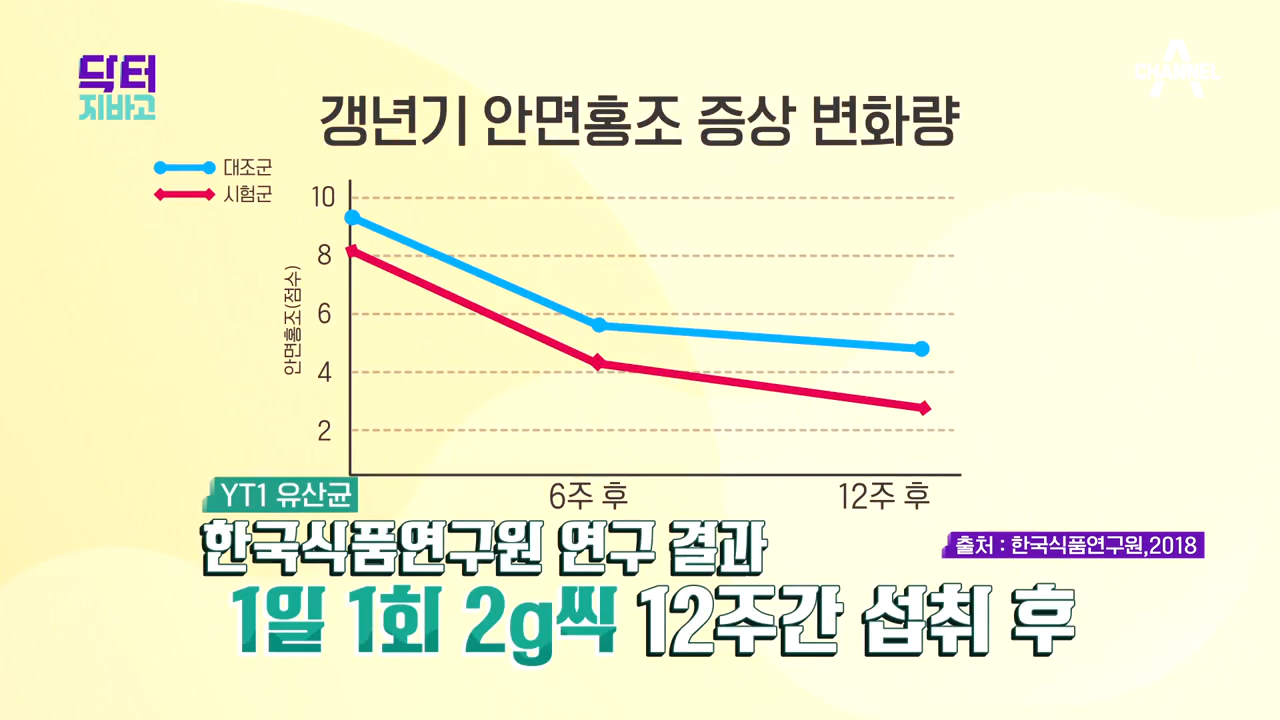 닥터
지바고
CHANNEL A
갱년기 안면홍조 증상 변화량
대조군
시험군
안면홍조(점수)
10
8
6
4
2
6주 후
12주 후
YT1 유산균
한국식품연구원 연구 결과
출처 : 한국식품연구원,2018
1일 1회 2g씩 12주간 섭취 후